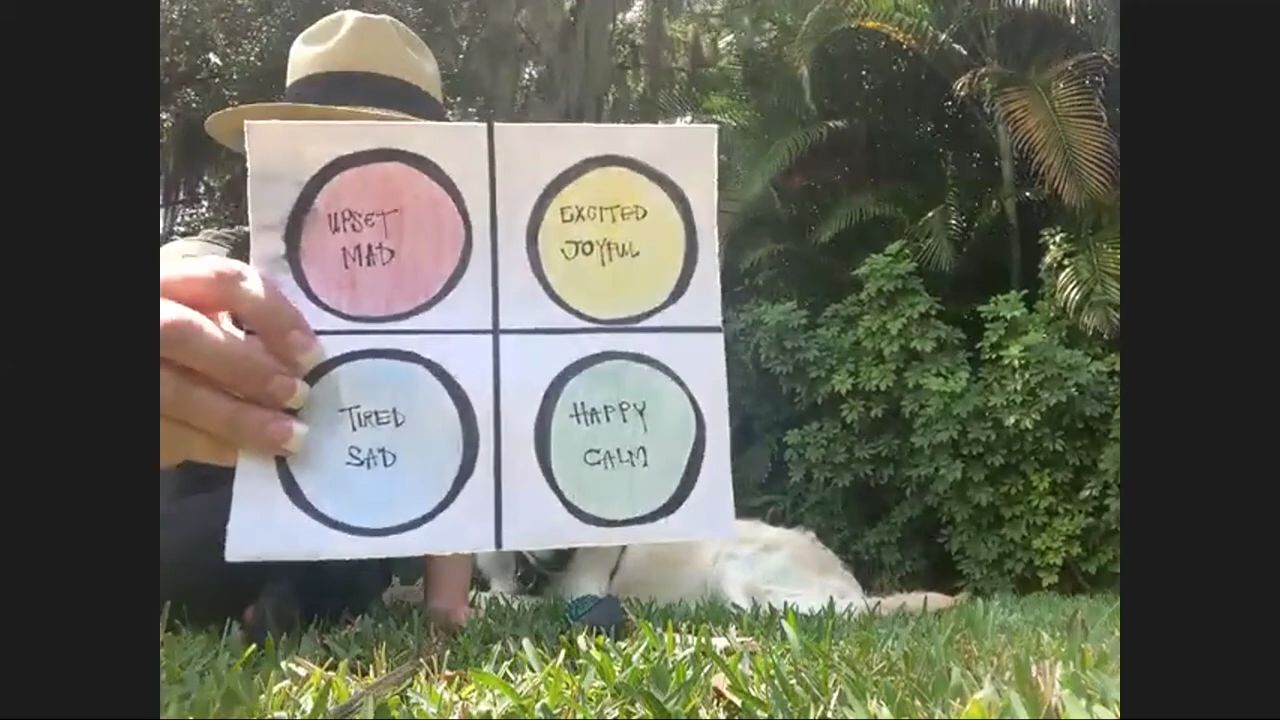 UPSET
MAD
EXCITED
JOYFUL
TIRED
SAD
HAPPY
CALM